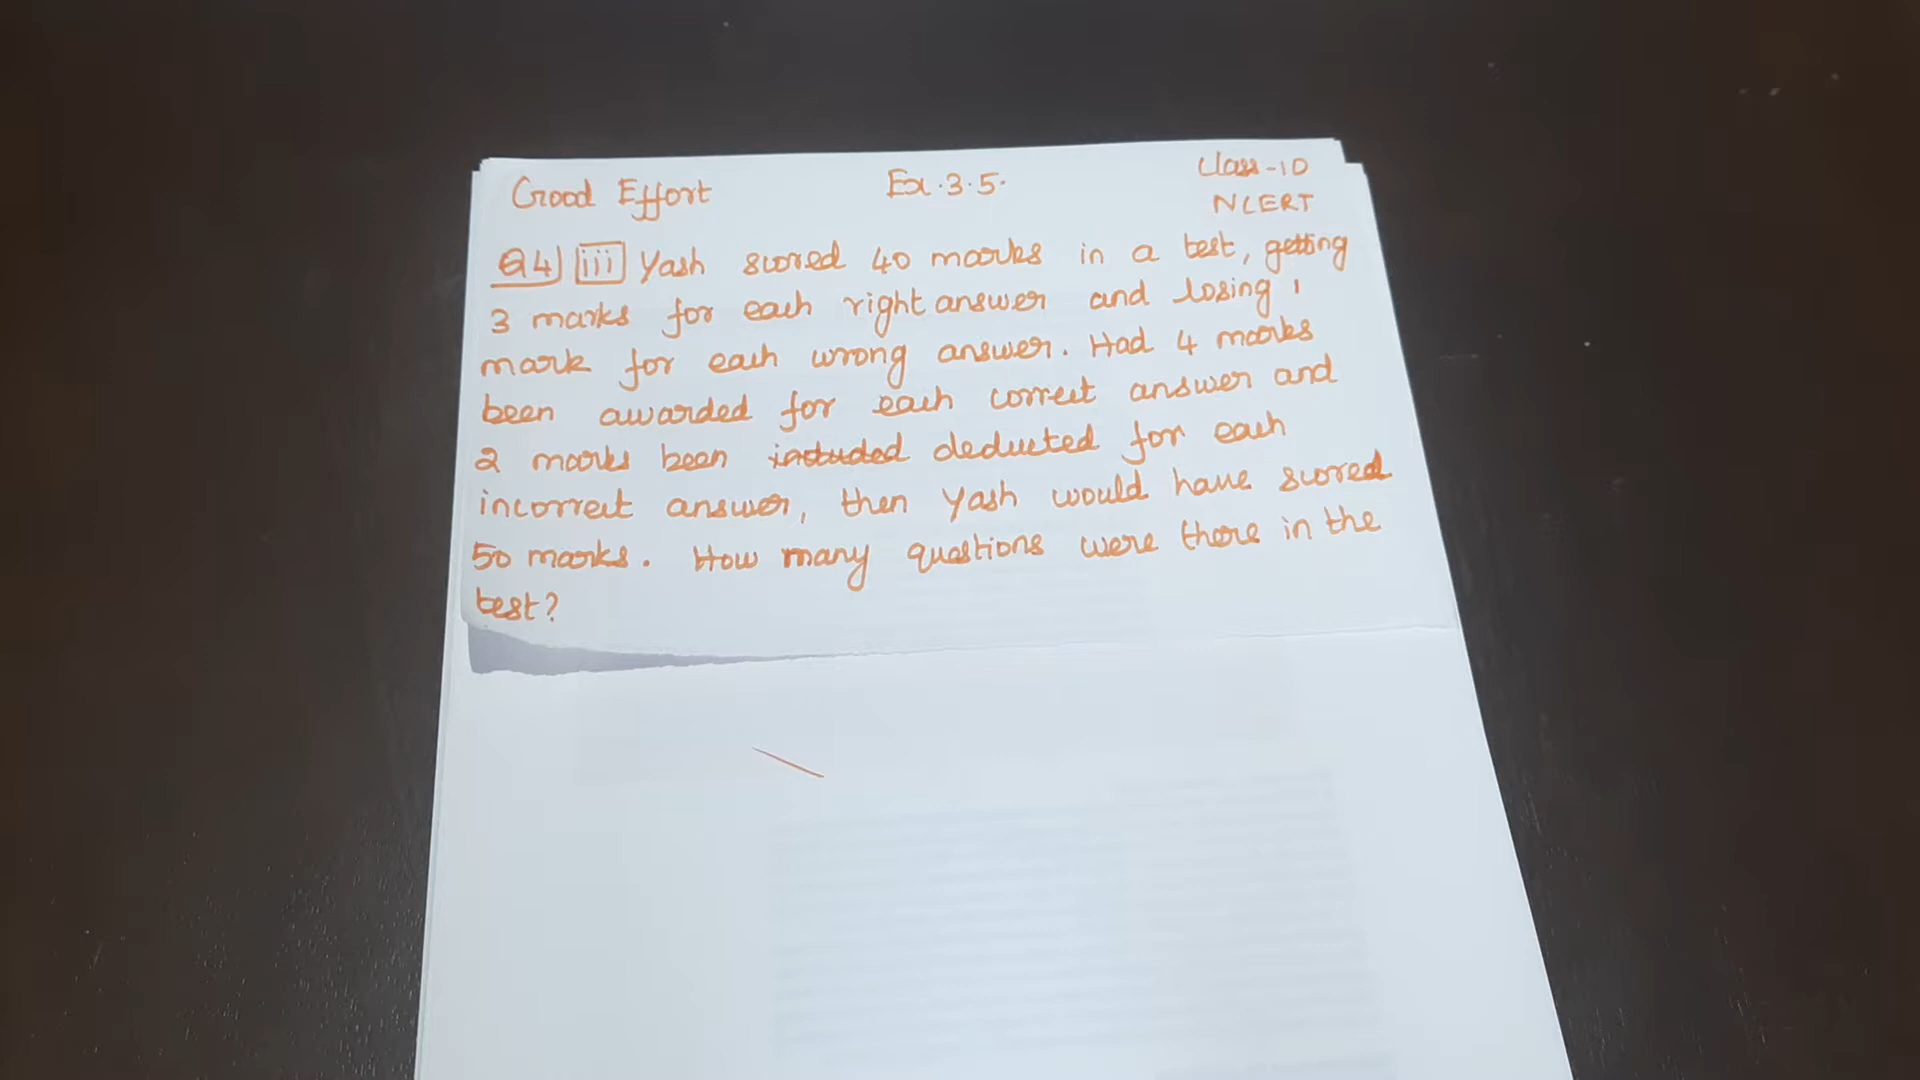 Good Effort Ex.3.5. Class-10
NCERT
Q4) iii Yash scored 40 marks in a test, getting
3 marks for each right answer and losing 1
mark for each wrong answer. Had 4 marks
been awarded for each correct answer and
2 marks been included deducted for each
incorrect answer, then Yash would have scored
50 marks. How many questions were there in the
test?